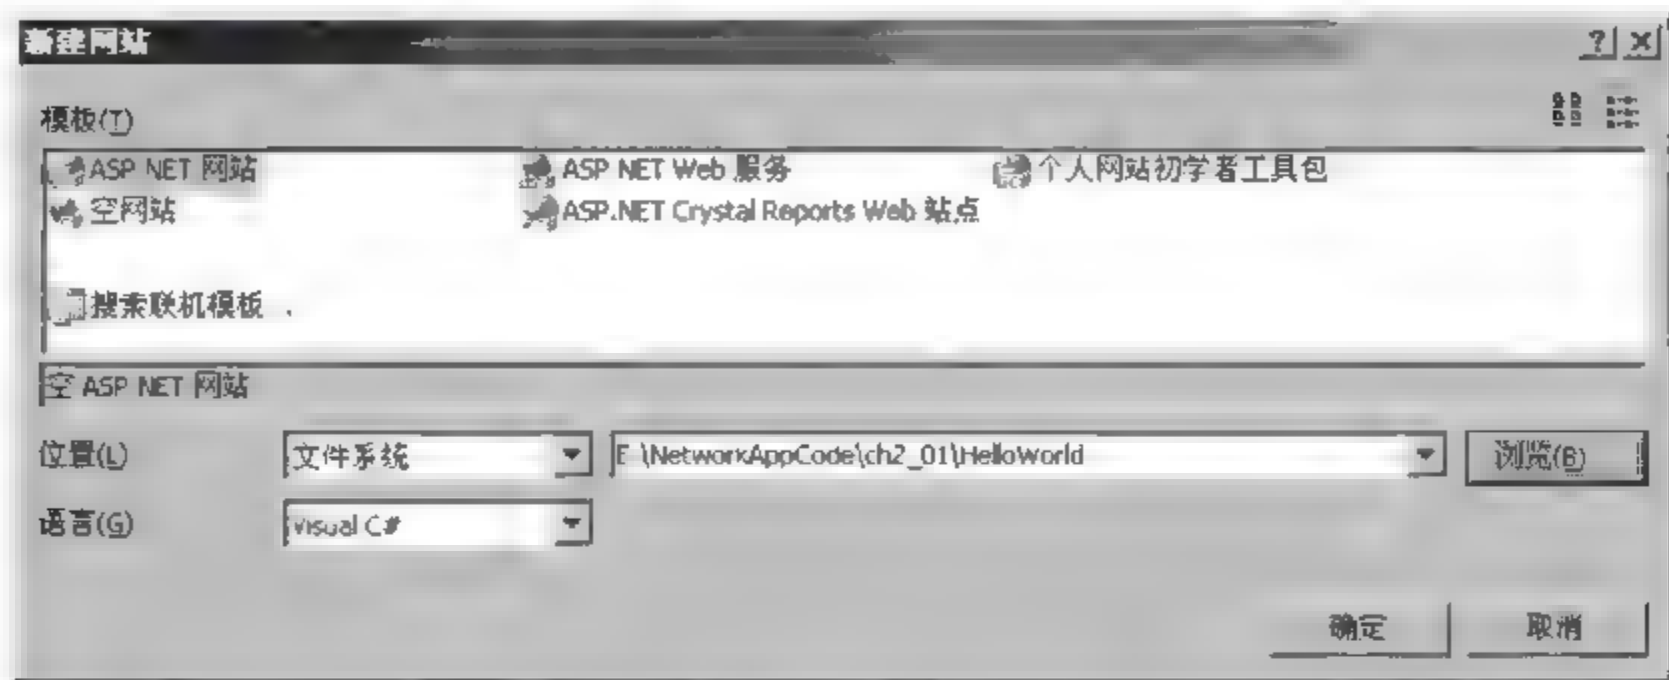 新建网站
模板(T)
ASP NET 网站 ASP NET Web 服务 个人网站初学者工具包
空网站 ASP.NET Crystal Reports Web 站点
搜索联机模板
空 ASP NET 网站
位置(L) 文件系统 E \NetworkAppCode\ch2_01\HelloWorld 浏览(B)
语言(G) Visual C#
确定 取消